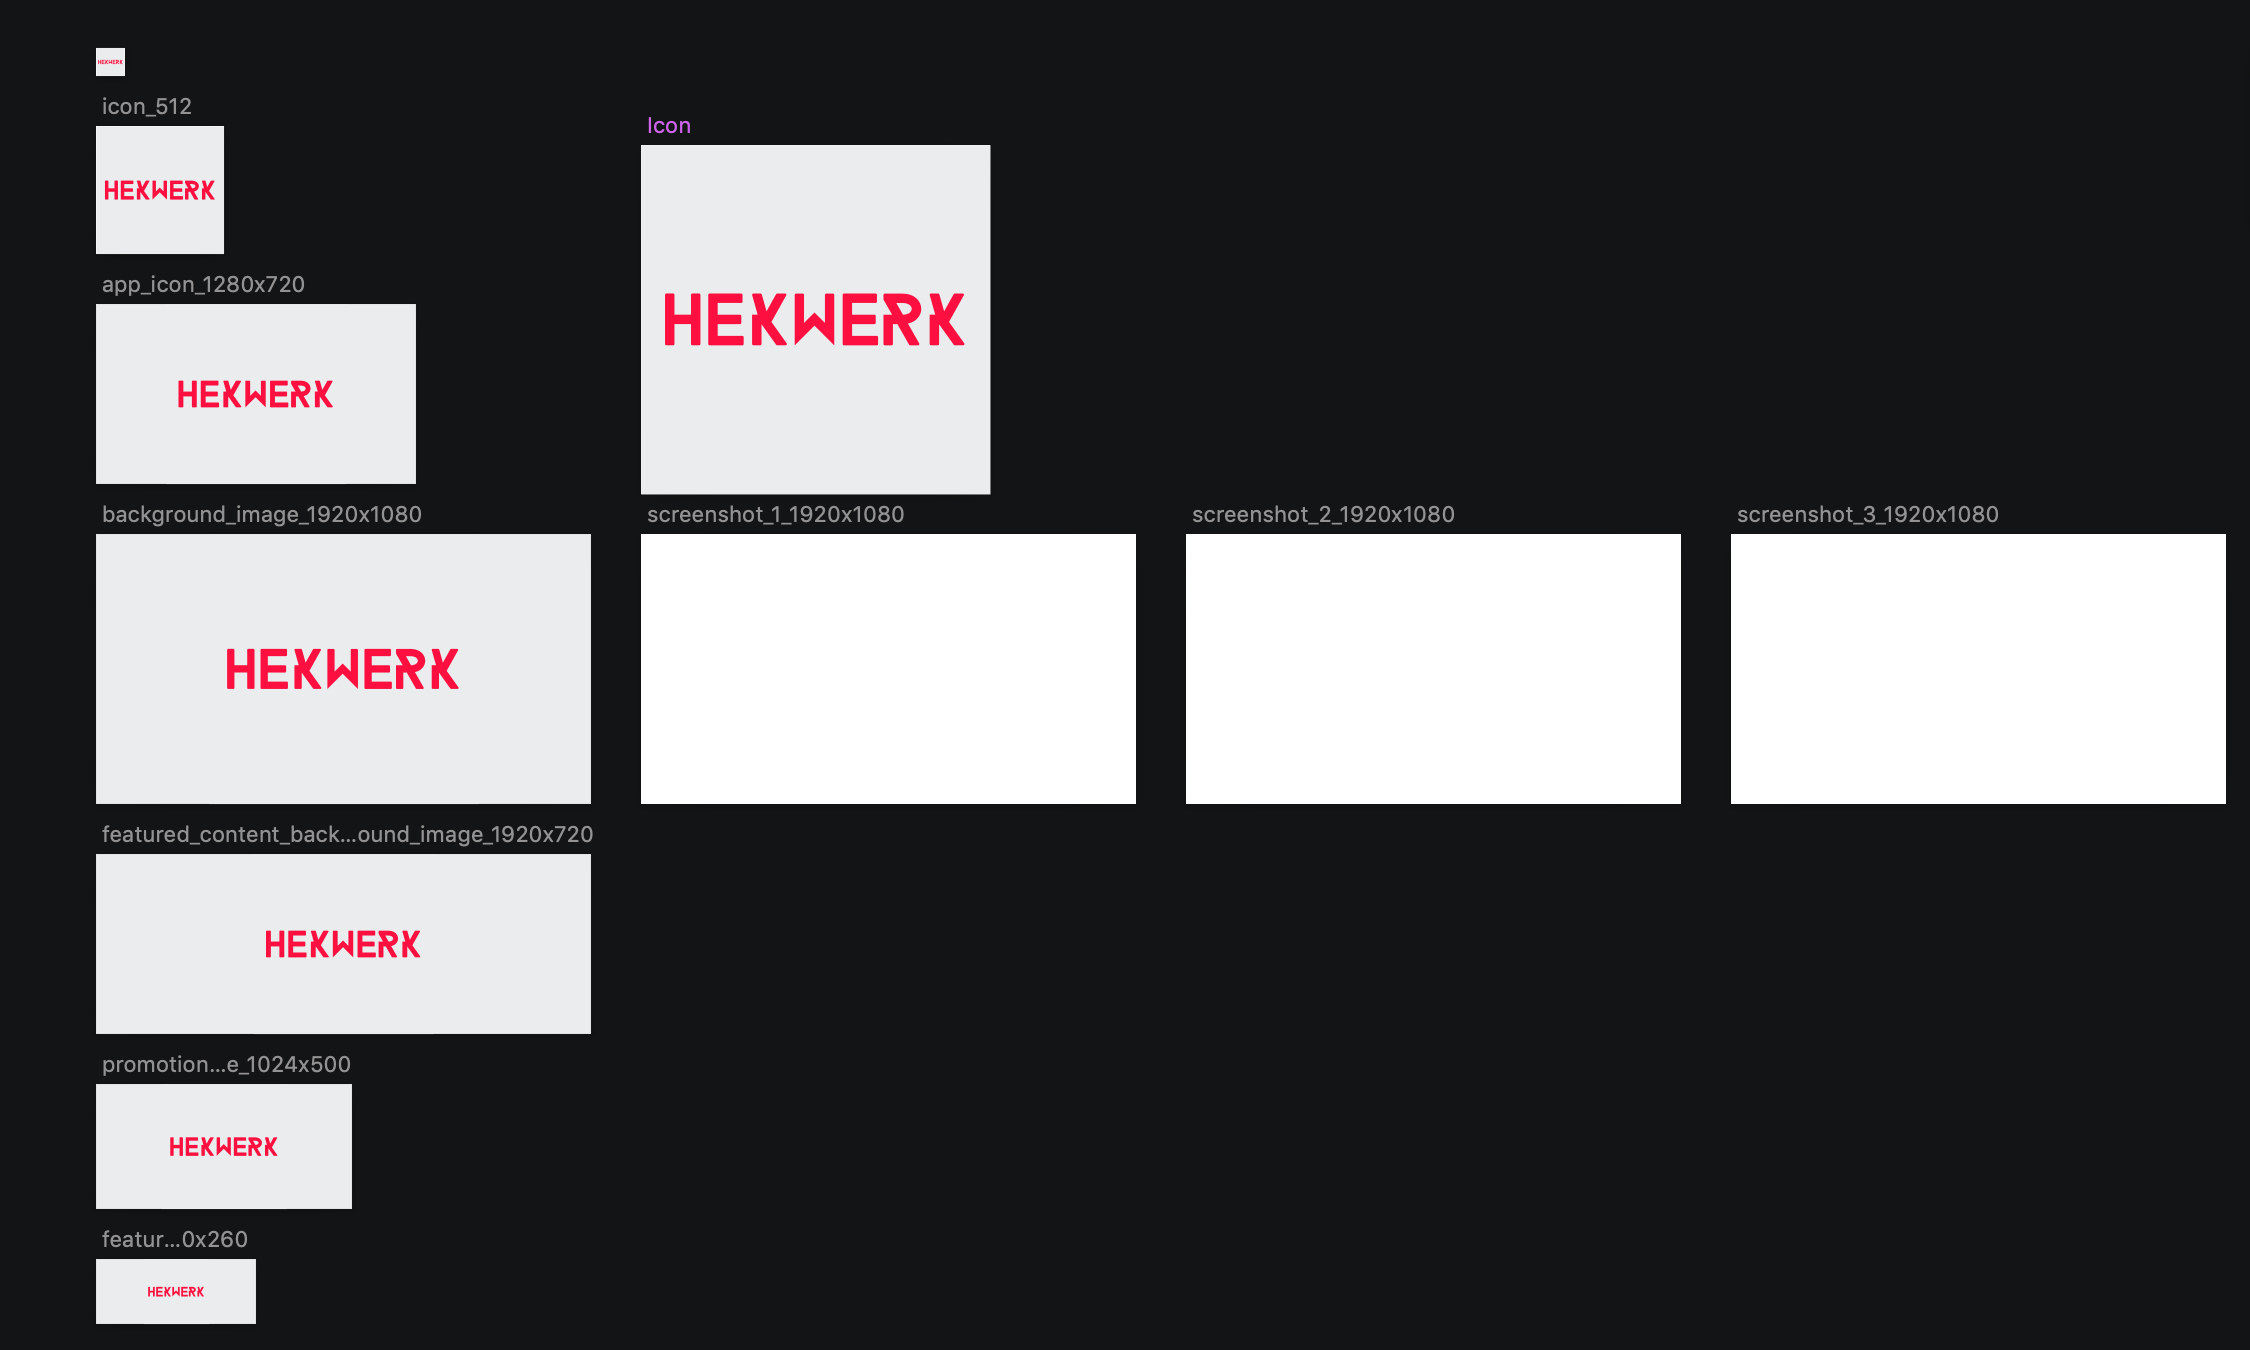 HEKWERK
icon_512
HEKWERK
Icon
HEKWERK
app_icon_1280x720
HEKWERK
background_image_1920x1080
HEKWERK
screenshot_1_1920x1080
screenshot_2_1920x1080
screenshot_3_1920x1080
featured_content_back...ound_image_1920x720
HEKWERK
promotion...e_1024x500
HEKWERK
featur...0x260
HEKWERK